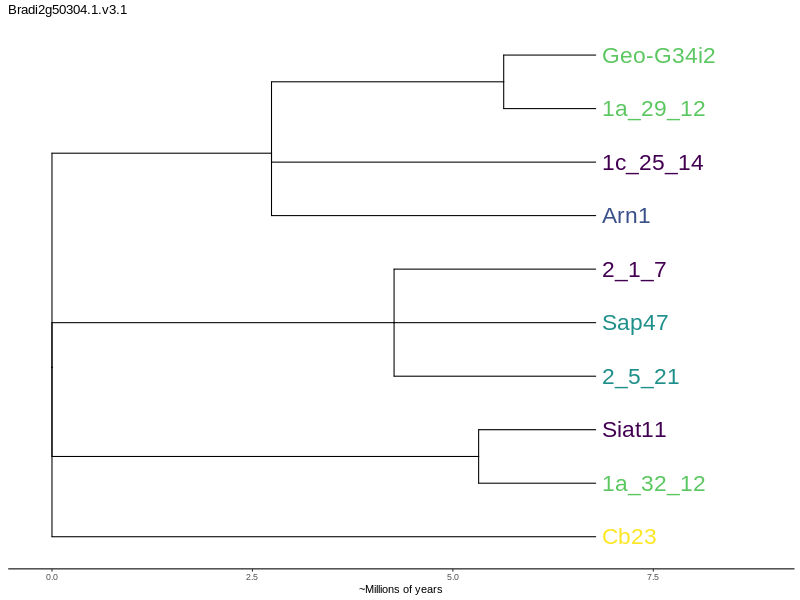 Bradi2g50304.1.v3.1
Geo-G34i2
1a_29_12
1c_25_14
Arn1
2_1_7
Sap47
2_5_21
Siat11
1a_32_12
Cb23
0.0 2.5 5.0 7.5
~Millions of years